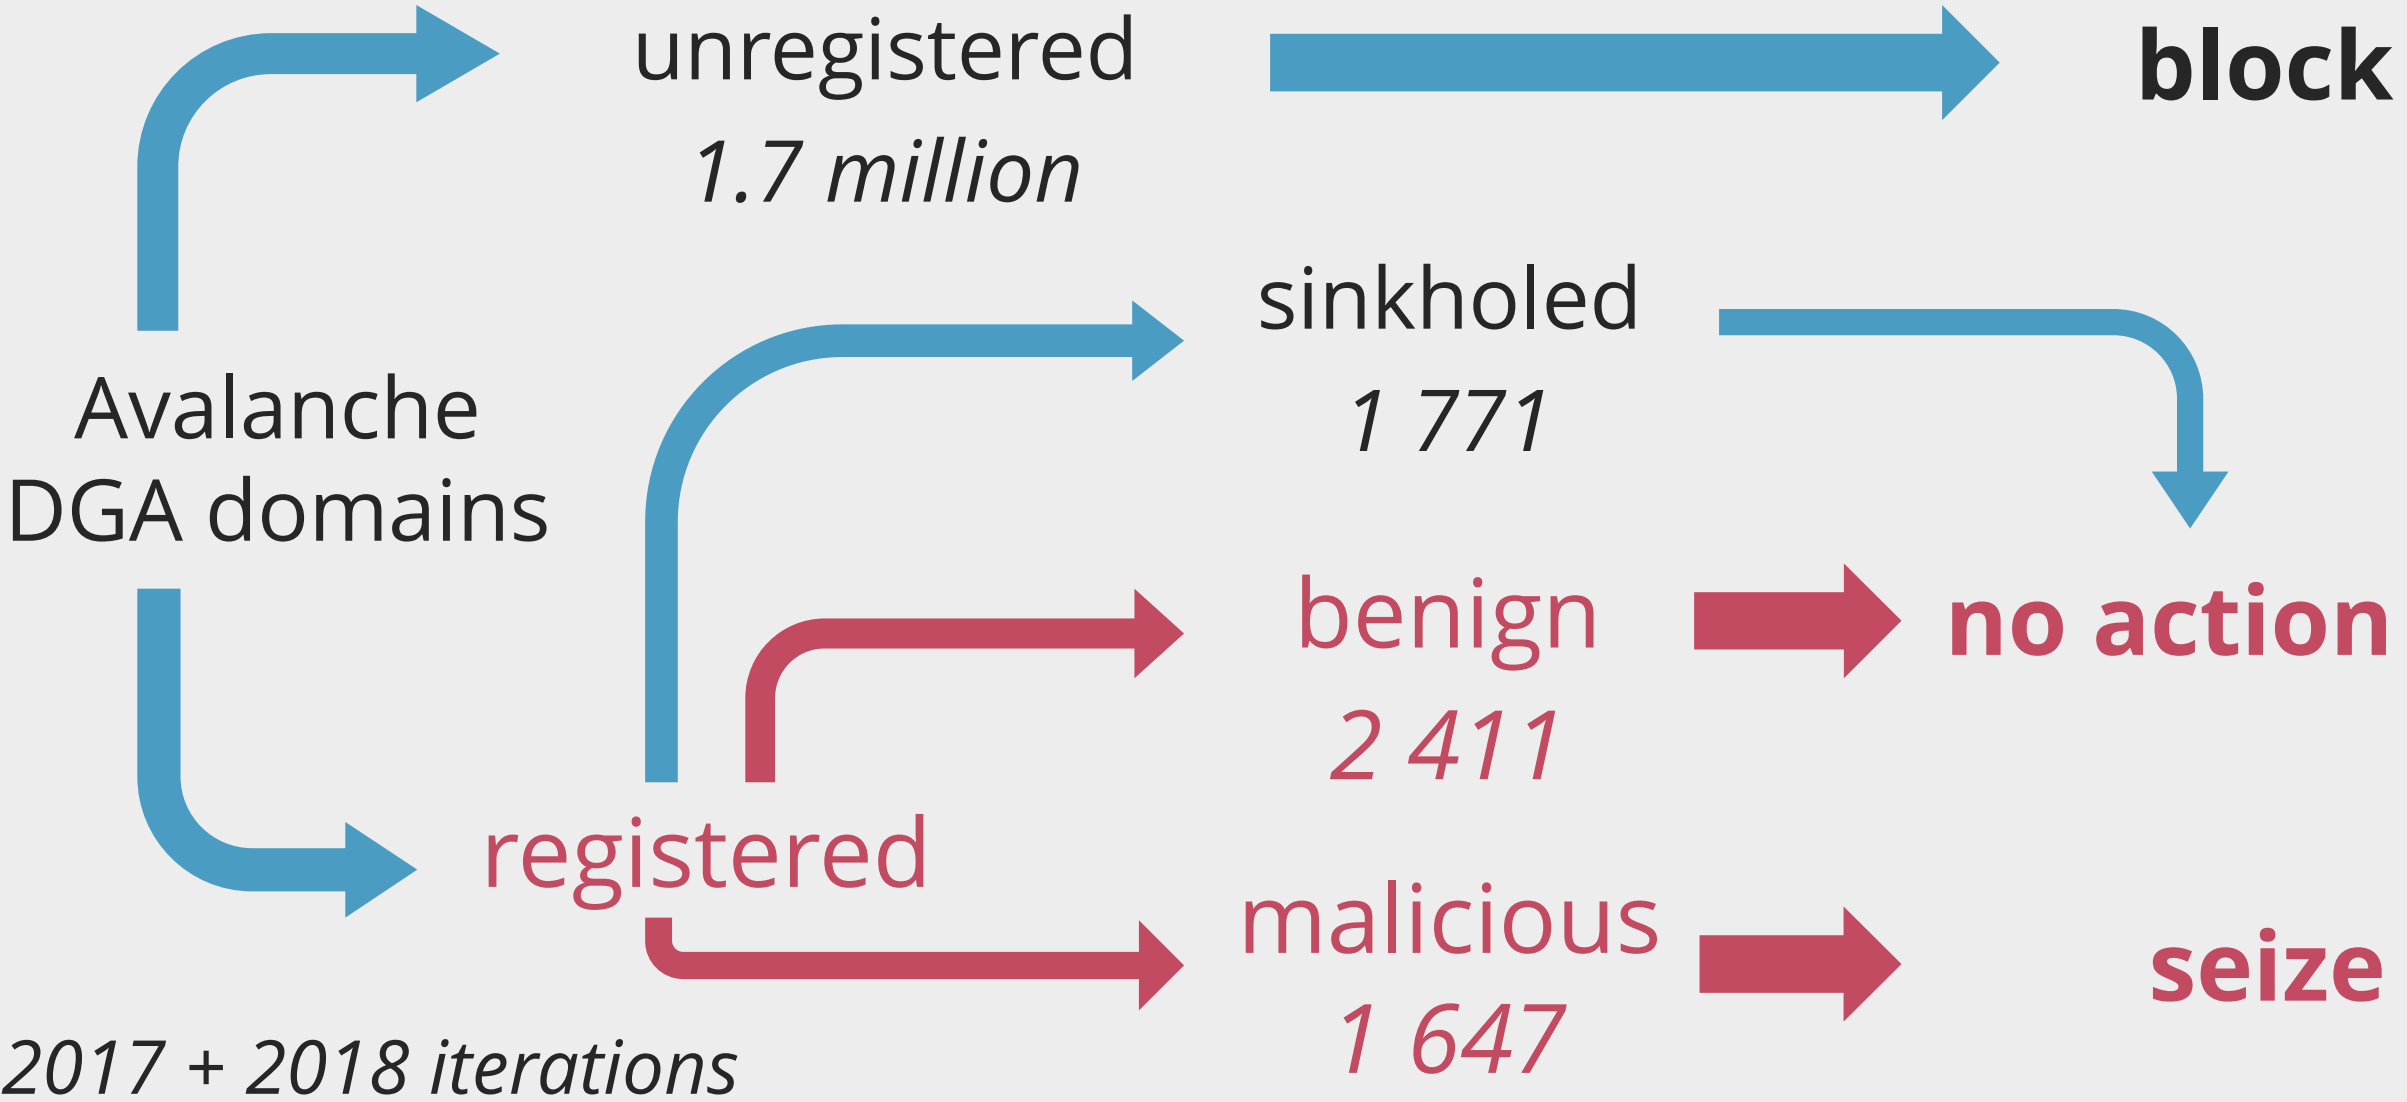 unregistered
1.7 million
block
sinkholed
1 771
Avalanche
DGA domains
benign
2 411
no action
registered
malicious
1 647
seize
2017 + 2018 iterations